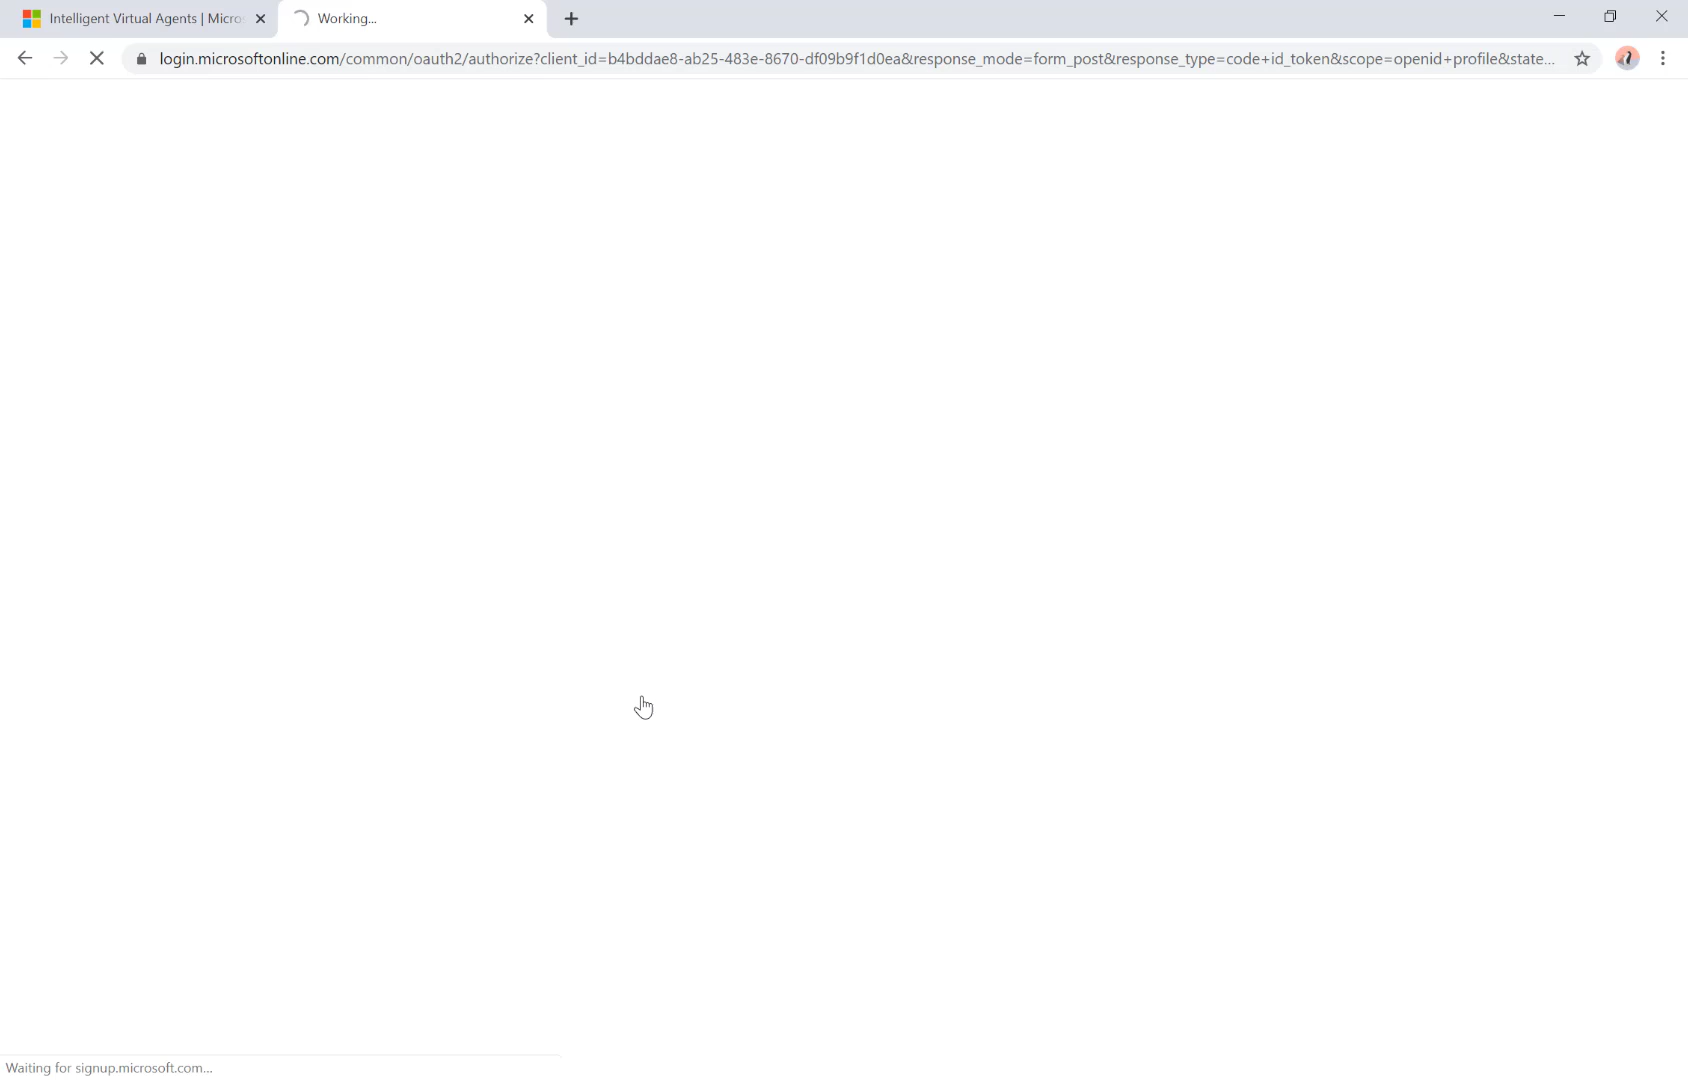 Intelligent Virtual Agents | Micro
Working...
login.microsoftonline.com/common/oauth2/authorize?client_id=b4bddae8-ab25-483e-8670-df09b9f1d0ea&response_mode=form_post&response_type=code+id_token&scope=openid+profile&state...
Waiting for signup.microsoft.com...